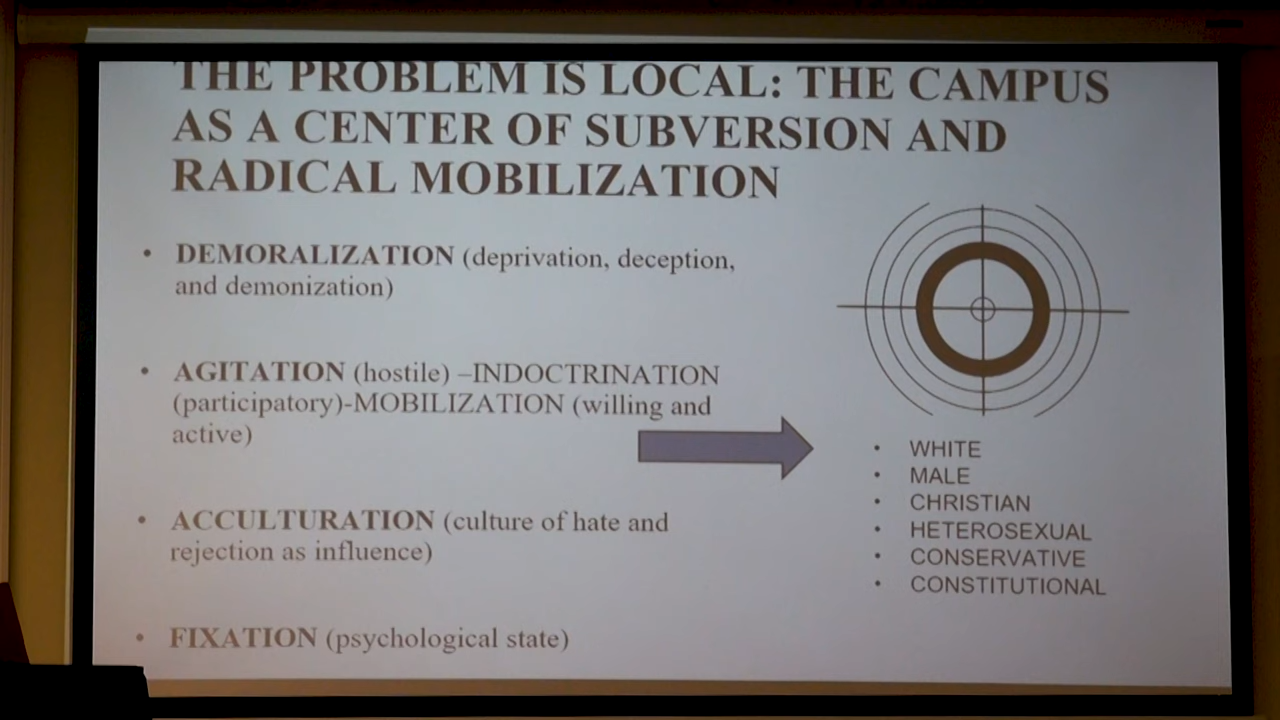 THE PROBLEM IS LOCAL: THE CAMPUS
AS A CENTER OF SUBVERSION AND
RADICAL MOBILIZATION
• DEMORALIZATION (deprivation, deception,
and demonization)
• AGITATION (hostile) –INDOCTRINATION
(participatory)-MOBILIZATION (willing and
active)
• ACCULTURATION (culture of hate and
rejection as influence)
• FIXATION (psychological state)
• WHITE
• MALE
• CHRISTIAN
• HETEROSEXUAL
• CONSERVATIVE
• CONSTITUTIONAL